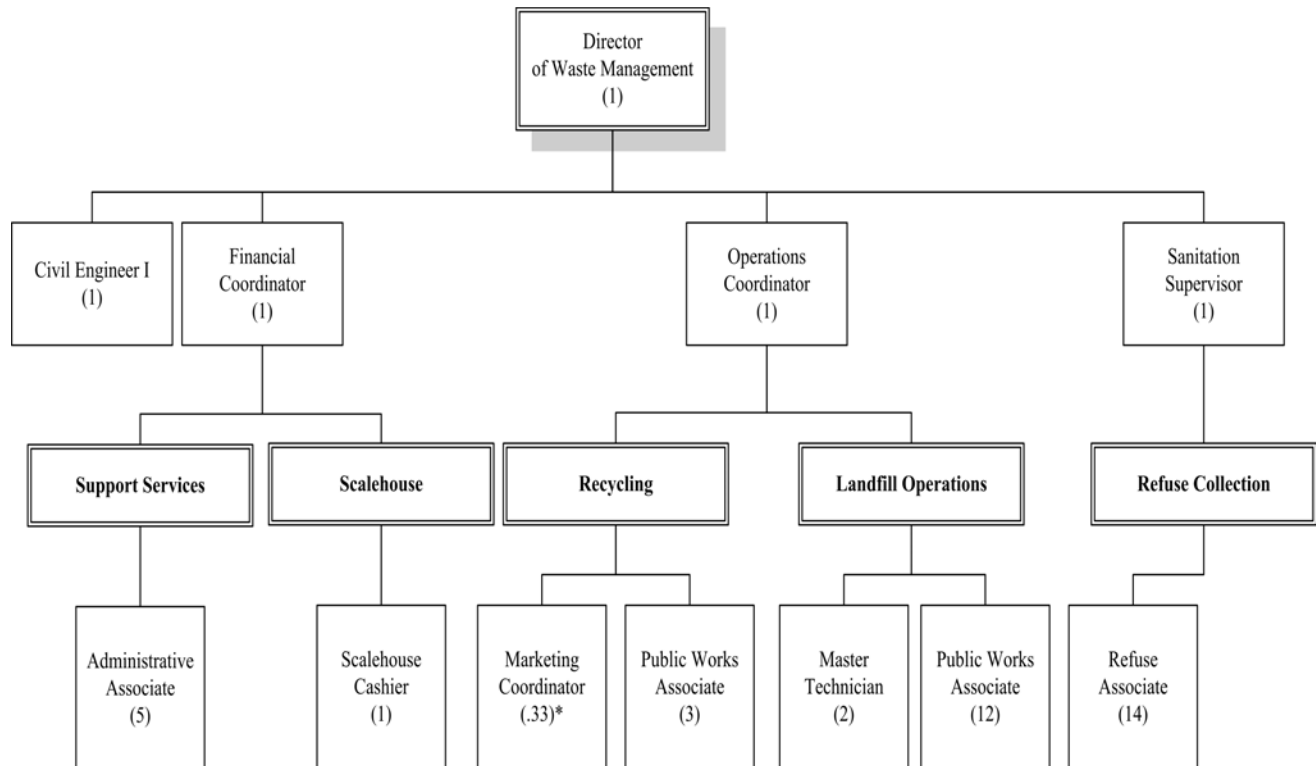 Director
of Waste Management
(1)
Civil Engineer I
(1)
Financial
Coordinator
(1)
Operations
Coordinator
(1)
Sanitation
Supervisor
(1)
Support Services
Scalehouse
Recycling
Landfill Operations
Refuse Collection
Administrative
Associate
(5)
Scalehouse
Cashier
(1)
Marketing
Coordinator
(.33)*
Public Works
Associate
(3)
Master
Technician
(2)
Public Works
Associate
(12)
Refuse
Associate
(14)